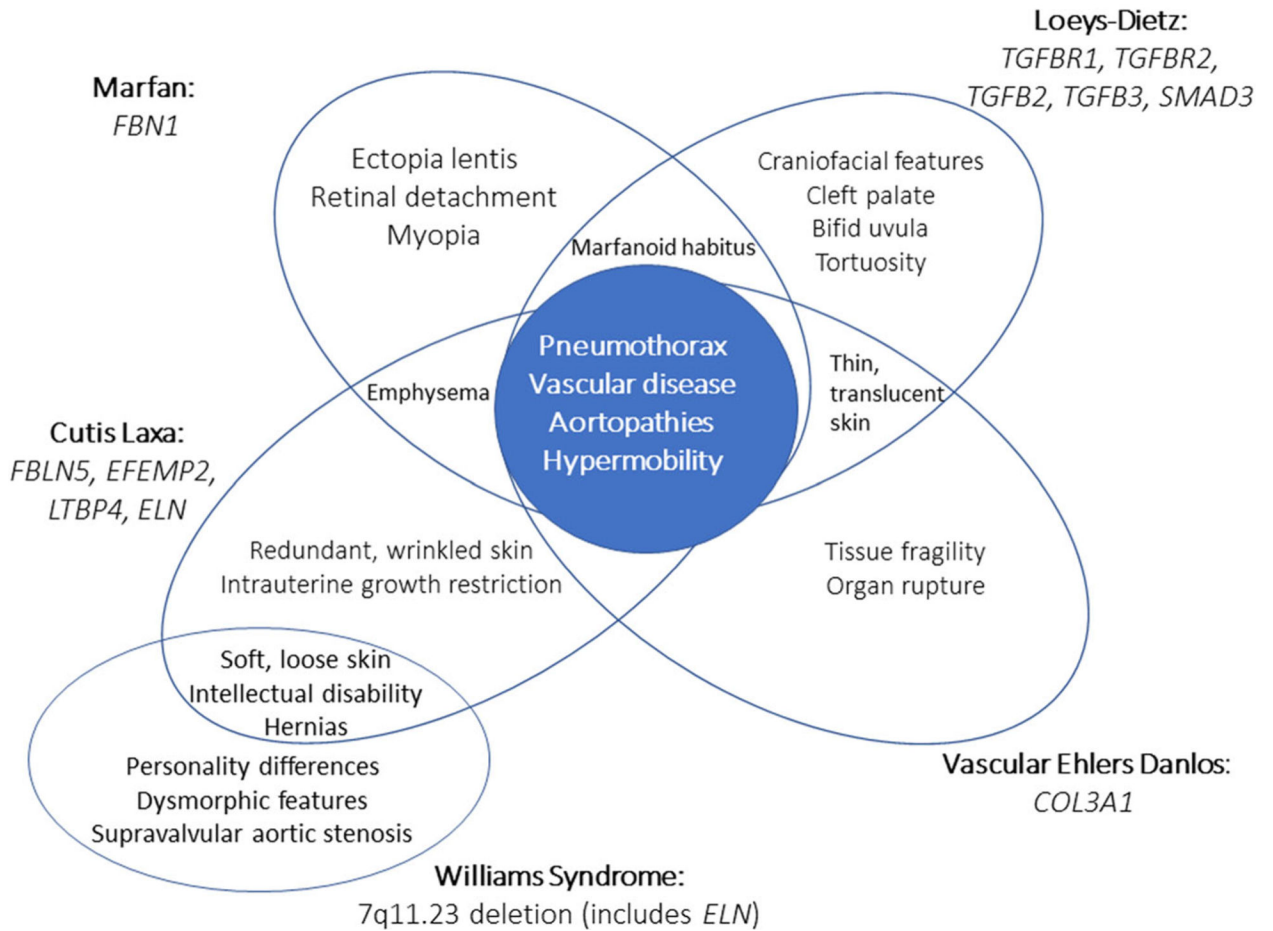 Loeys-Dietz:
TGFBR1, TGFBR2,
TGFB2, TGFB3, SMAD3
Marfan:
FBN1
Ectopia lentis
Retinal detachment
Myopia
Craniofacial features
Cleft palate
Bifid uvula
Tortuosity
Marfanoid habitus
Pneumothorax
Vascular disease
Aortopathies
Hypermobility
Emphysema
Thin,
translucent
skin
Cutis Laxa:
FBLN5, EFEMP2,
LTBP4, ELN
Redundant, wrinkled skin
Intrauterine growth restriction
Tissue fragility
Organ rupture
Soft, loose skin
Intellectual disability
Hernias
Personality differences
Dysmorphic features
Supravalvular aortic stenosis
Vascular Ehlers Danlos:
COL3A1
Williams Syndrome:
7q11.23 deletion (includes ELN)